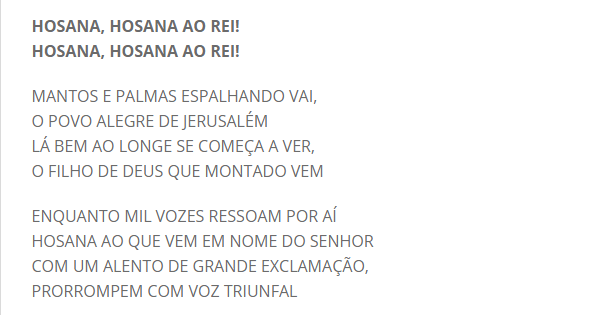 HOSANA, HOSANA AO REI!
HOSANA, HOSANA AO REI!
MANTOS E PALMAS ESPALHANDO VAI,
O POVO ALEGRE DE JERUSALÉM
LÁ BEM AO LONGE SE COMEÇA A VER,
O FILHO DE DEUS QUE MONTADO VEM
ENQUANTO MIL VOZES RESSOAM POR AÍ
HOSANA AO QUE VEM EM NOME DO SENHOR
COM UM ALENTO DE GRANDE EXCLAMAÇÃO,
PRORROMPEM COM VOZ TRIUNFAL